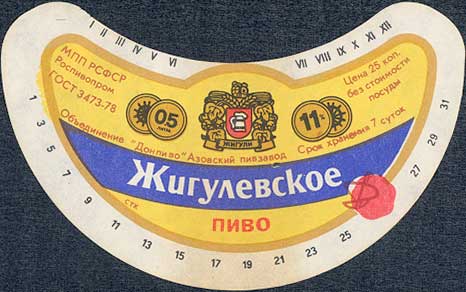 I II III IV V VI
VII VIII IX X XI XII
МПП РСФСР
Роспивопром
ГОСТ 3473-78
Цена 25 коп.
без стоимости
посуды
05
ЛИТРА
ЖИГУЛИ
11%
Объединение "Донпиво" Азовский пивзавод
Срок хранения 7 суток
Жигулевское
ПИВО
стк
1 3 5 7 9 11 13 15 17 19 21 23 25 27 29 31